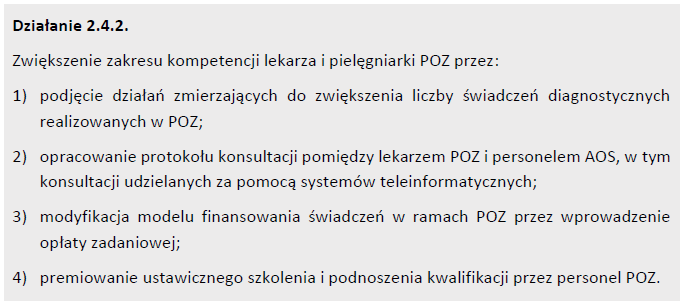 Działanie 2.4.2.
Zwiększenie zakresu kompetencji lekarza i pielęgniarki POZ przez:
1) podjęcie działań zmierzających do zwiększenia liczby świadczeń diagnostycznych
realizowanych w POZ;
2) opracowanie protokołu konsultacji pomiędzy lekarzem POZ i personelem AOS, w tym
konsultacji udzielanych za pomocą systemów teleinformatycznych;
3) modyfikacja modelu finansowania świadczeń w ramach POZ przez wprowadzenie
opłaty zadaniowej;
4) premiowanie ustawicznego szkolenia i podnoszenia kwalifikacji przez personel POZ.